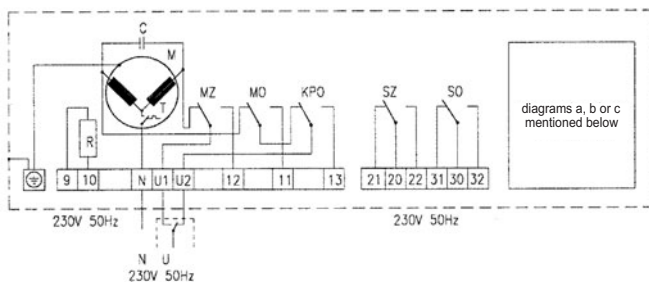 C
M
MZ
MO
KPO
SZ
SO
T
R
diagrams a, b or c
mentioned below
9 10 N U1 U2 12 11 13
21 20 22 31 30 32
230V 50Hz
230V 50Hz
N U
230V 50Hz